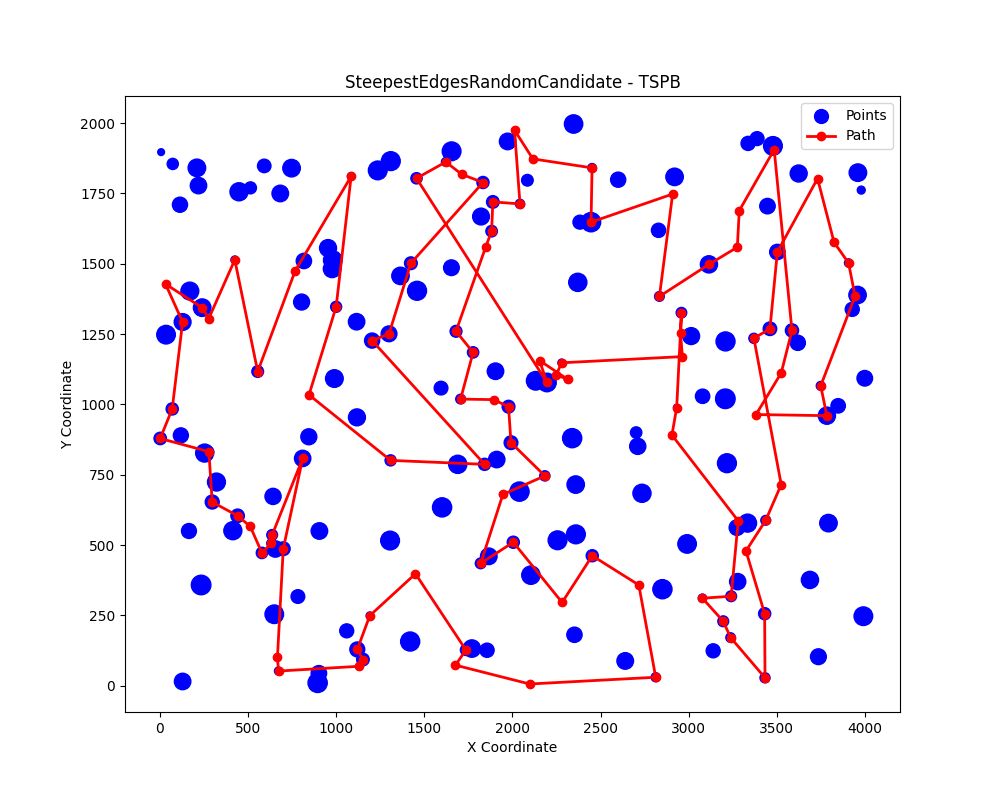 SteepestEdgesRandomCandidate - TSPB
Points
Path
Y Coordinate
2000
1750
1500
1250
1000
750
500
250
0
0 500 1000 1500 2000 2500 3000 3500 4000
X Coordinate